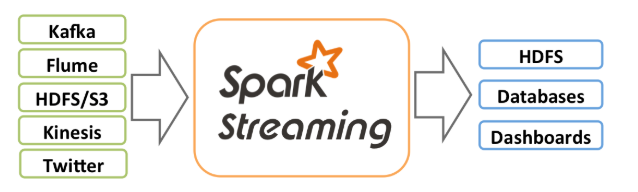 Kafka
Flume
HDFS/S3
Kinesis
Twitter
Spark
Streaming
HDFS
Databases
Dashboards